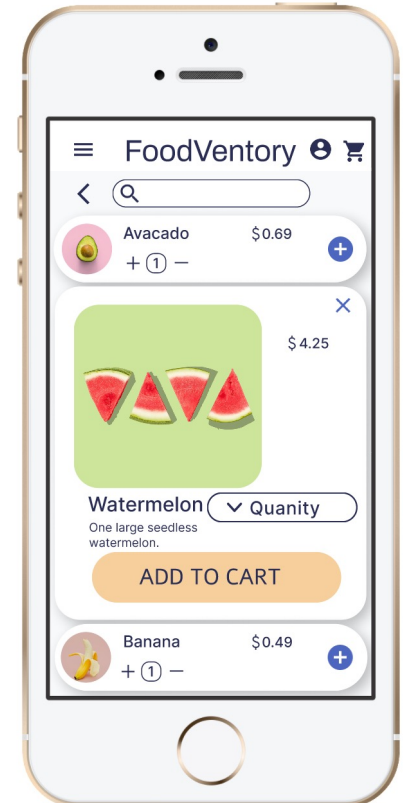 FoodVentory
Avacado $0.69
+ 1 −
$4.25
Watermelon
Quanity
One large seedless
watermelon.
ADD TO CART
Banana $0.49
+ 1 −